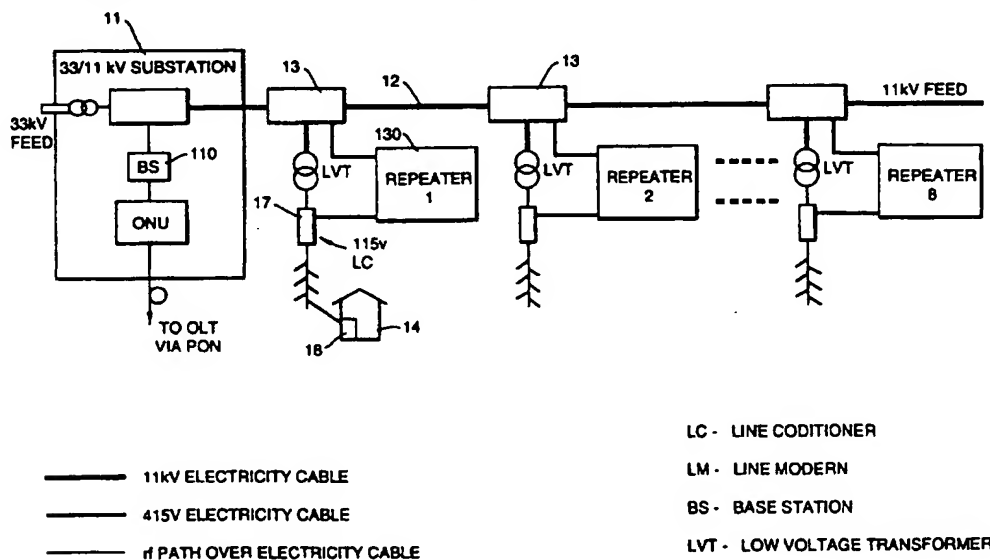 11
33/11 kV SUBSTATION
33kV
FEED
BS
110
ONU
TO OLT
VIA PON
13
12
13
11kV FEED
LVT
130
REPEATER
1
17
115v
LC
18
14
LVT
REPEATER
2
LVT
REPEATER
8
11kV ELECTRICITY CABLE
415V ELECTRICITY CABLE
rf PATH OVER ELECTRICITY CABLE
LC - LINE CODITIONER
LM - LINE MODERN
BS - BASE STATION
LVT - LOW VOLTAGE TRANSFORMER